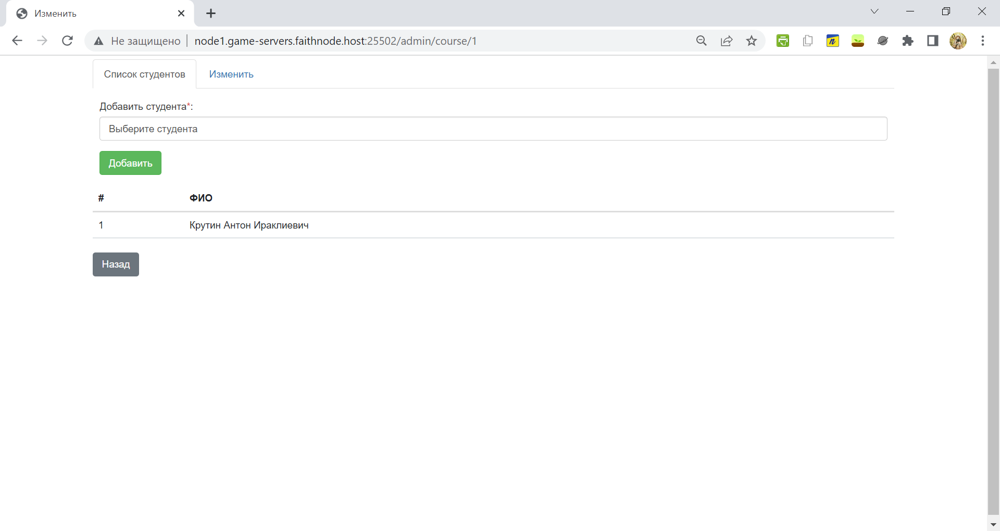 Изменить
Не защищено node1.game-servers.faithnode.host:25502/admin/course/1
Список студентов Изменить
Добавить студента*:
Выберите студента
Добавить
# ФИО
1 Крутин Антон Ираклиевич
Назад